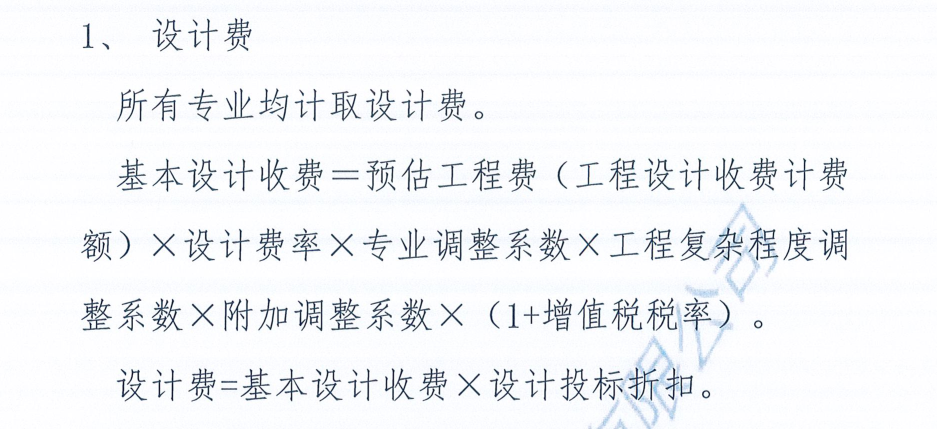 1、 设计费
所有专业均计取设计费。
基本设计收费＝预估工程费（工程设计收费计费
额）×设计费率×专业调整系数×工程复杂程度调
整系数×附加调整系数×（1+增值税税率）。
设计费=基本设计收费×设计投标折扣。
有限公司